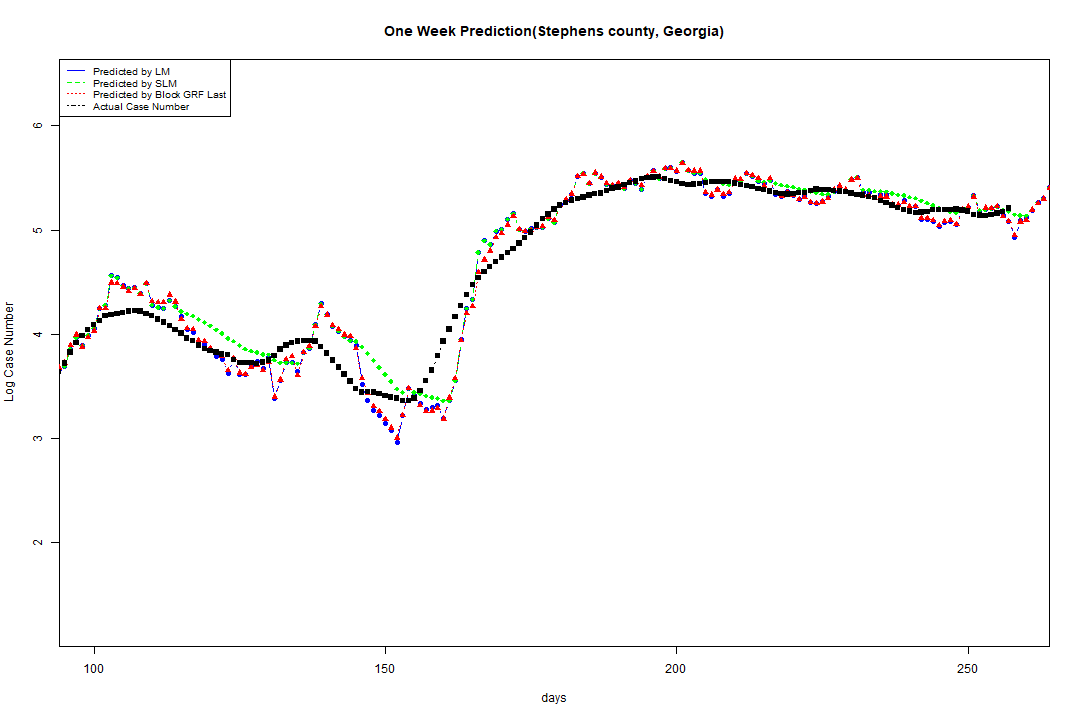 One Week Prediction(Stephens county, Georgia)
Predicted by LM
Predicted by SLM
Predicted by Block GRF Last
Actual Case Number
6
5
4
3
2
Log Case Number
100 150 200 250
days